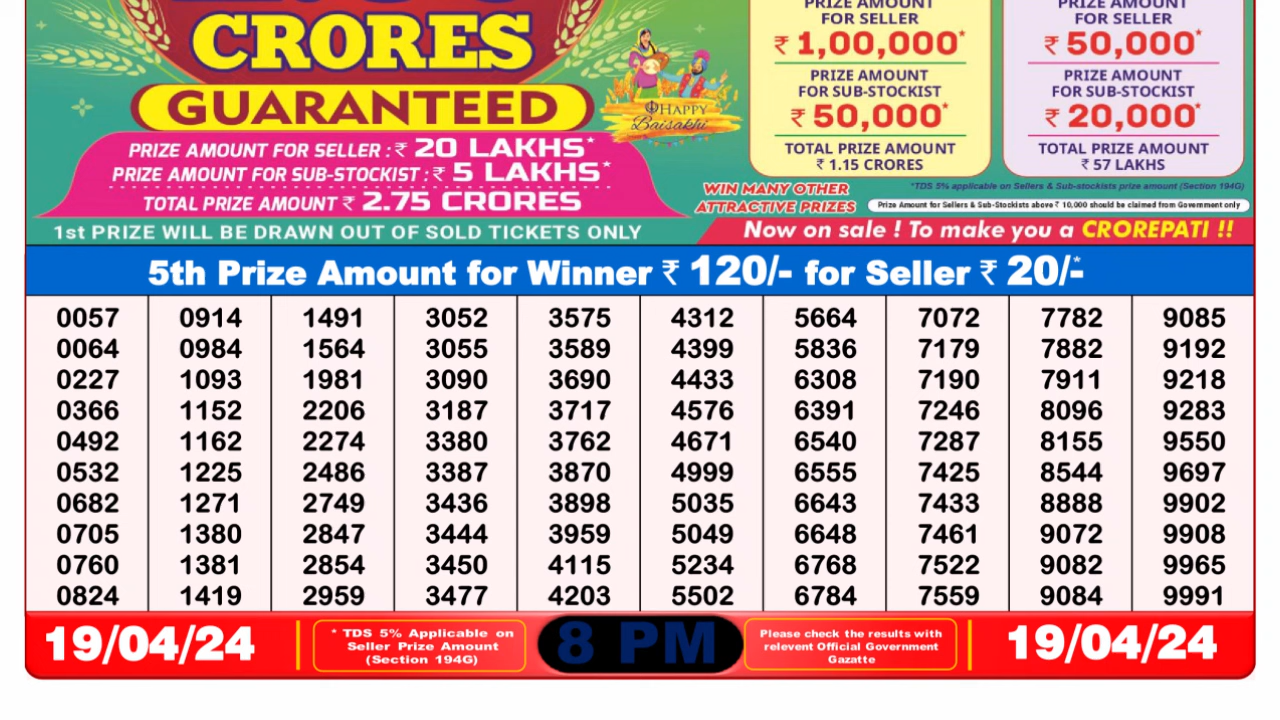 CRORES
GUARANTEED
PRIZE AMOUNT FOR SELLER : ₹ 20 LAKHS*
PRIZE AMOUNT FOR SUB-STOCKIST : ₹ 5 LAKHS*
TOTAL PRIZE AMOUNT ₹ 2.75 CRORES
1st PRIZE WILL BE DRAWN OUT OF SOLD TICKETS ONLY
HAPPY
Baisakhi
PRIZE AMOUNT
FOR SELLER
₹ 1,00,000*
PRIZE AMOUNT
FOR SUB-STOCKIST
₹ 50,000*
TOTAL PRIZE AMOUNT
₹ 1.15 CRORES
PRIZE AMOUNT
FOR SELLER
₹ 50,000*
PRIZE AMOUNT
FOR SUB-STOCKIST
₹ 20,000*
TOTAL PRIZE AMOUNT
₹ 57 LAKHS
WIN MANY OTHER
ATTRACTIVE PRIZES
*TDS 5% applicable on Sellers & Sub-stockists prize amount (Section 194G)
Prize Amount for Sellers & Sub-Stockists above ₹ 10,000 should be claimed from Government only
Now on sale ! To make you a CROREPATI !!
5th Prize Amount for Winner ₹ 120/- for Seller ₹ 20/-*
0057 0914 1491 3052 3575 4312 5664 7072 7782 9085
0064 0984 1564 3055 3589 4399 5836 7179 7882 9192
0227 1093 1981 3090 3690 4433 6308 7190 7911 9218
0366 1152 2206 3187 3717 4576 6391 7246 8096 9283
0492 1162 2274 3380 3762 4671 6540 7287 8155 9550
0532 1225 2486 3387 3870 4999 6555 7425 8544 9697
0682 1271 2749 3436 3898 5035 6643 7433 8888 9902
0705 1380 2847 3444 3959 5049 6648 7461 9072 9908
0760 1381 2854 3450 4115 5234 6768 7522 9082 9965
0824 1419 2959 3477 4203 5502 6784 7559 9084 9991
19/04/24
* TDS 5% Applicable on
Seller Prize Amount
(Section 194G)
8 PM
Please check the results with
relevent Official Government
Gazatte
19/04/24